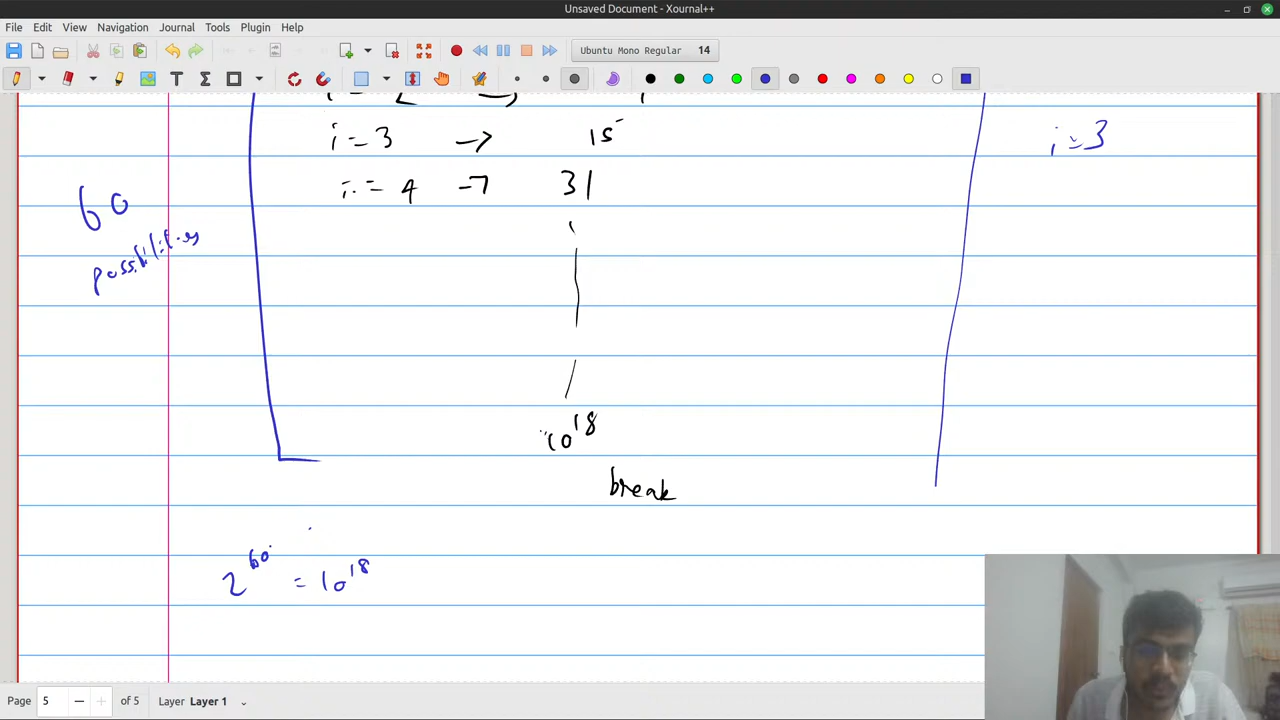 Unsaved Document - Xournal++
File Edit View Navigation Journal Tools Plugin Help
Ubuntu Mono Regular 14
i = 3 → 15
i = 3
i = 4 → 31
60
possibilities
10^18
break
2^60 = 10^18
Page 5 of 5 Layer Layer 1